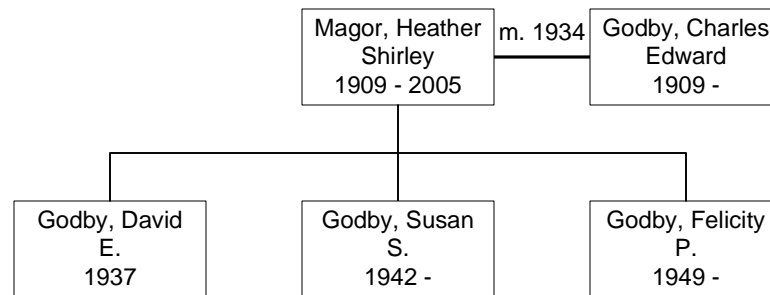 Magor, Heather
Shirley
1909 - 2005
m. 1934
Godby, Charles
Edward
1909 -
Godby, David
E.
1937
Godby, Susan
S.
1942 -
Godby, Felicity
P.
1949 -